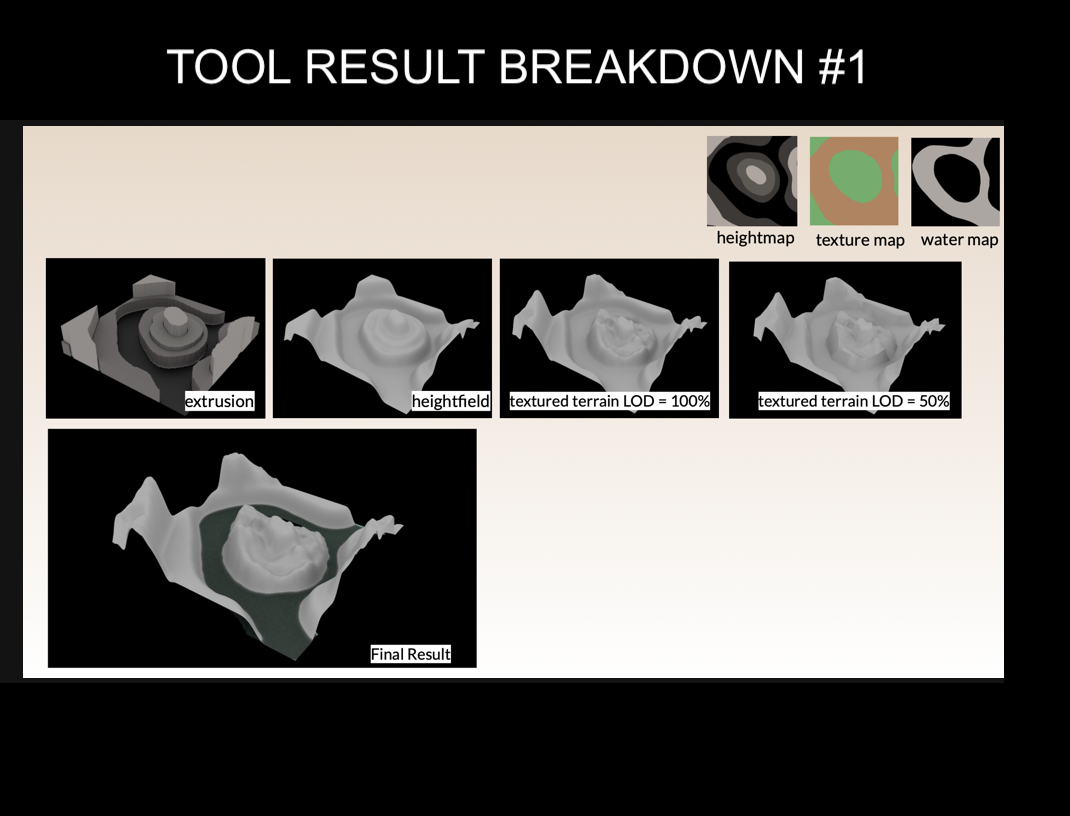 TOOL RESULT BREAKDOWN #1
heightmap
texture map
water map
extrusion
heightfield
textured terrain LOD = 100%
textured terrain LOD = 50%
Final Result